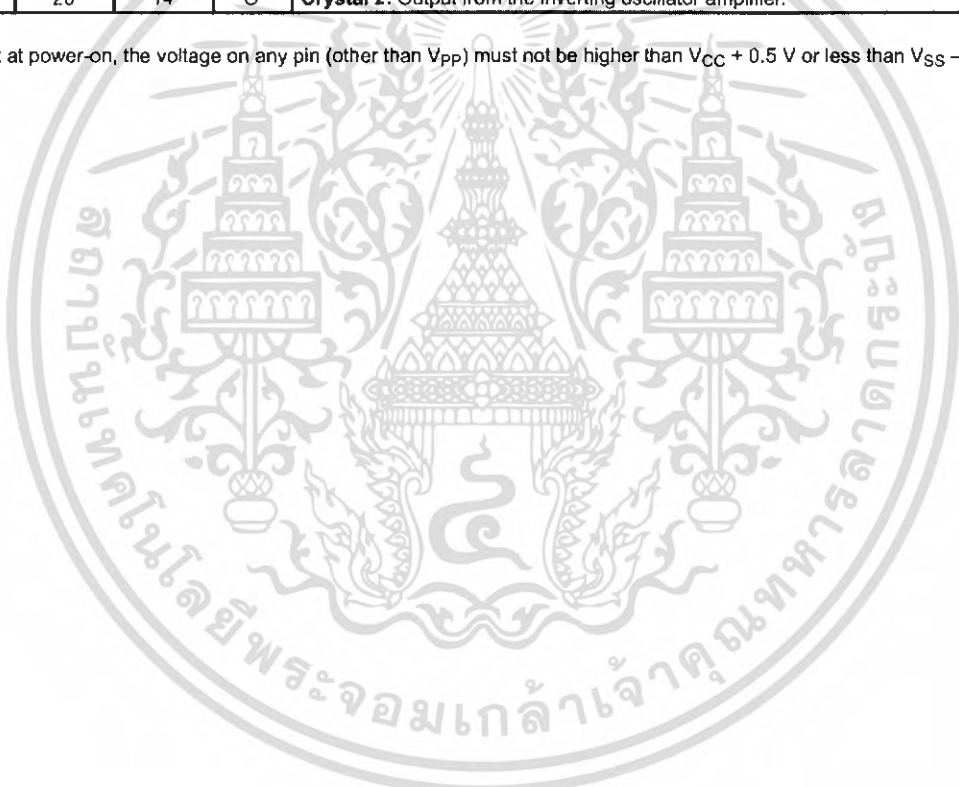 20 14 O Crystal 2: Output from the inverting oscillator amplifier.
at power-on, the voltage on any pin (other than VPP) must not be higher than VCC + 0.5 V or less than VSS –
สถาบันเทคโนโลยีพระจอมเกล้าเจ้าคุณทหารลาดกระบัง